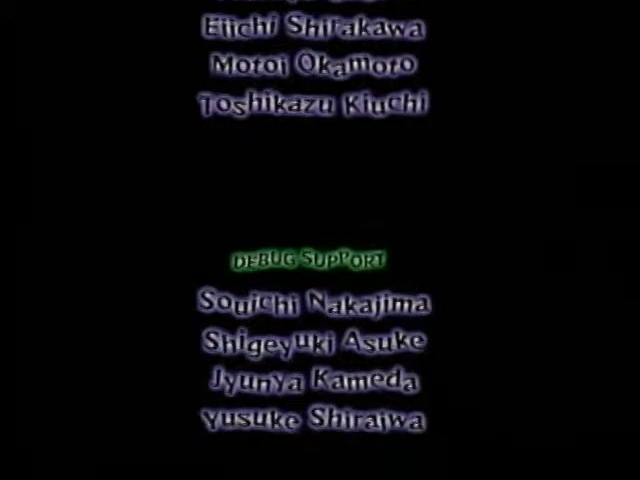 Eiichi Shirakawa
Motoi Okamoto
Toshikazu Kiuchi
DEBUG SUPPORT
Souichi Nakajima
Shigeyuki Asuke
Jyunya Kameda
Yusuke Shiraiwa